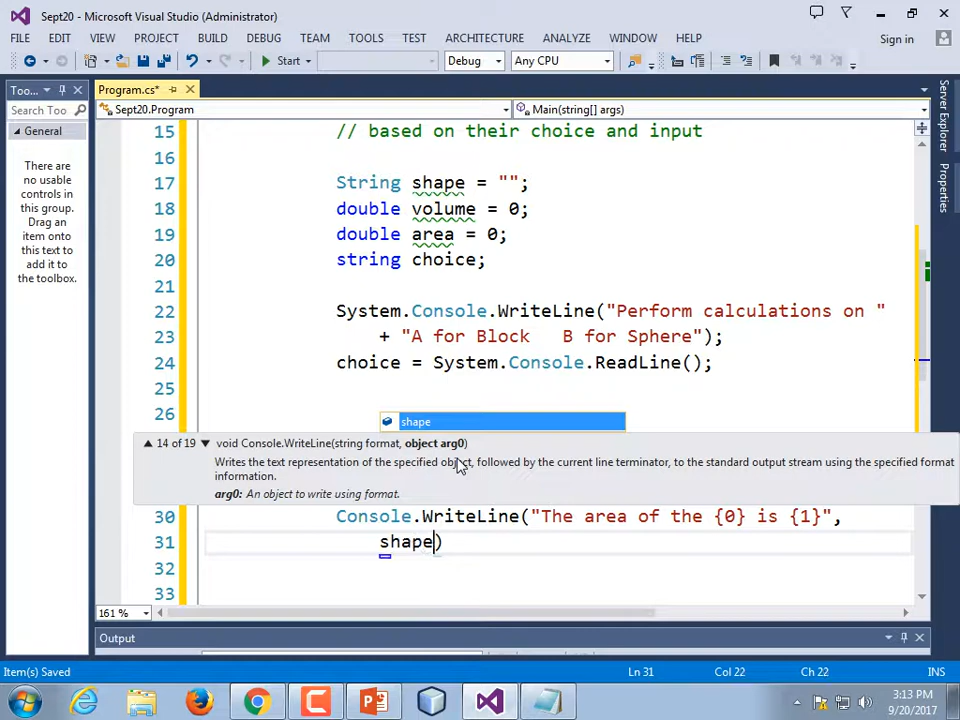 Sept20 - Microsoft Visual Studio (Administrator)
FILE EDIT VIEW PROJECT BUILD DEBUG TEAM TOOLS TEST ARCHITECTURE ANALYZE WINDOW HELP Sign in
Start Debug Any CPU
Too...
Search Too
General
There are
no usable
controls in
this group.
Drag an
item onto
this text to
add it to
the toolbox.
Program.cs*
Sept20.Program Main(string[] args)
15 // based on their choice and input
16
17 String shape = "";
18 double volume = 0;
19 double area = 0;
20 string choice;
21
22 System.Console.WriteLine("Perform calculations on "
23 + "A for Block B for Sphere");
24 choice = System.Console.ReadLine();
25
26
shape
14 of 19 void Console.WriteLine(string format, object arg0)
Writes the text representation of the specified object, followed by the current line terminator, to the standard output stream using the specified format
information.
arg0: An object to write using format.
30 Console.WriteLine("The area of the {0} is {1}",
31 shape)
32
33
161 %
Output
Item(s) Saved Ln 31 Col 22 Ch 22 INS
Server Explorer
Properties
3:13 PM
9/20/2017